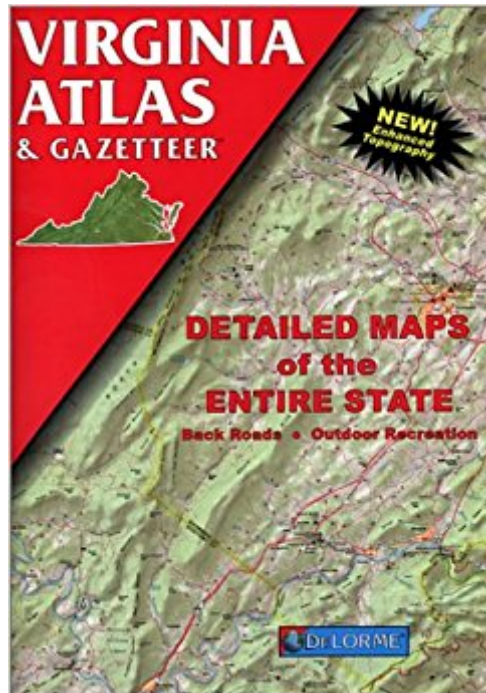 VIRGINIA
ATLAS
& GAZETTEER
NEW!
Enhanced
Topography
DETAILED MAPS
of the
ENTIRE STATE
Back Roads • Outdoor Recreation
DELORME